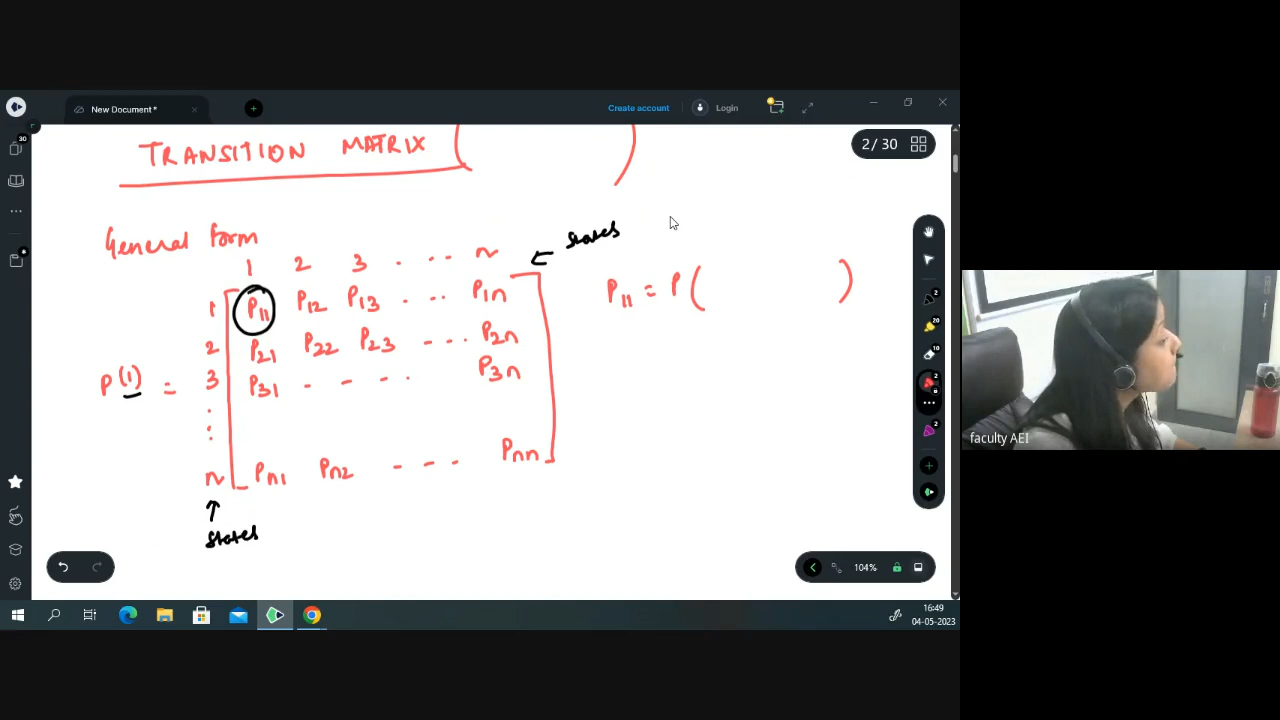 New Document*
Create account
Login
30
TRANSITION MATRIX ( )
2 / 30
General form
states
1 2 3 . . . . n
1 P11 P12 P13 . . . P1n
P11 = P ( )
2 P21 P22 P23 - - - . P2n
P(1) = 3 P31 - - - . P3n
n Pn1 Pn2 - - - Pnn
states
faculty AEI
104%
16:49
04-05-2023